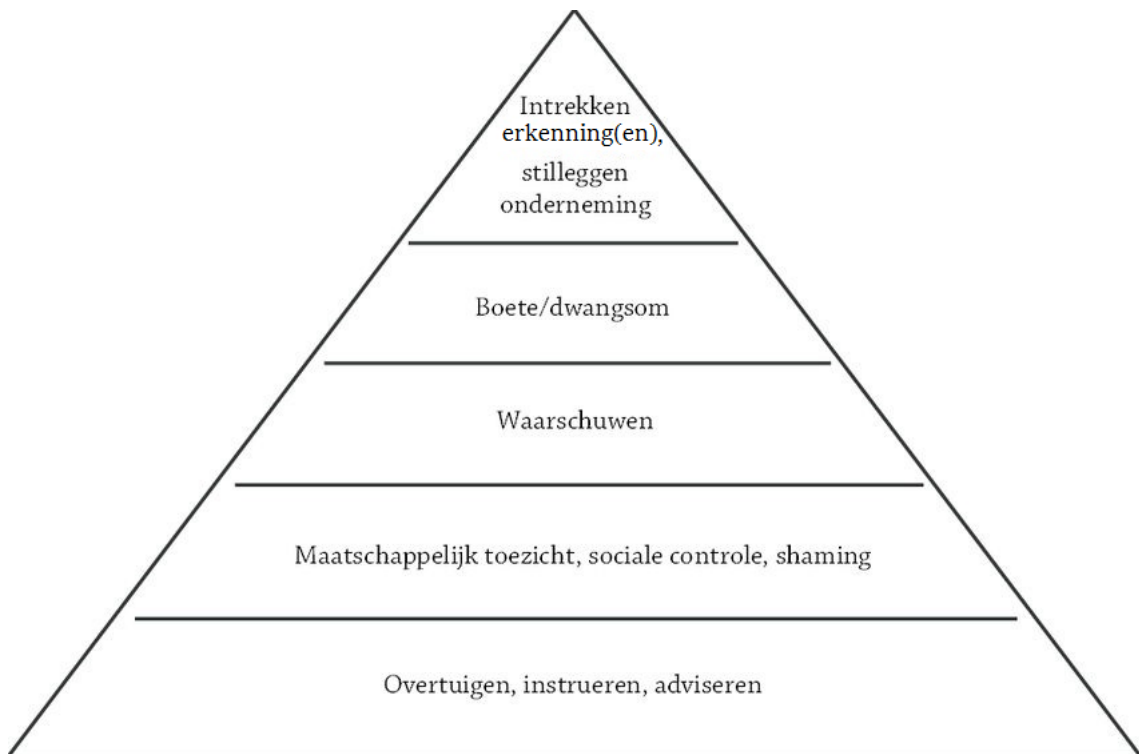 Intrekken
erkenning(en),
stilleggen
onderneming
Boete/dwangsom
Waarschuwen
Maatschappelijk toezicht, sociale controle, shaming
Overtuigen, instrueren, adviseren